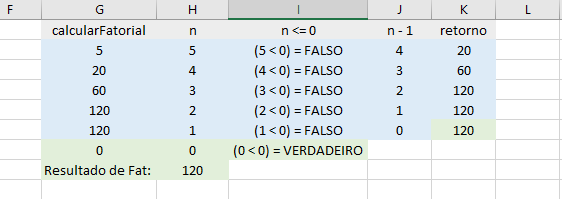 F G H I J K L
calcularFatorial n n <= 0 n - 1 retorno
5 5 (5 < 0) = FALSO 4 20
20 4 (4 < 0) = FALSO 3 60
60 3 (3 < 0) = FALSO 2 120
120 2 (2 < 0) = FALSO 1 120
120 1 (1 < 0) = FALSO 0 120
0 0 (0 < 0) = VERDADEIRO
Resultado de Fat: 120